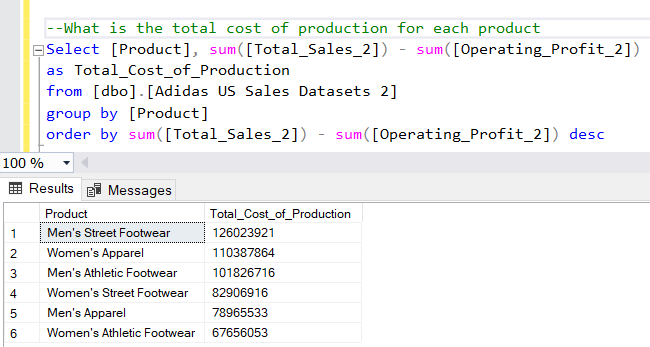 --What is the total cost of production for each product
Select [Product], sum([Total_Sales_2]) - sum([Operating_Profit_2])
as Total_Cost_of_Production
from [dbo].[Adidas US Sales Datasets 2]
group by [Product]
order by sum([Total_Sales_2]) - sum([Operating_Profit_2]) desc
100 %
Results Messages
Product Total_Cost_of_Production
1 Men's Street Footwear 126023921
2 Women's Apparel 110387864
3 Men's Athletic Footwear 101826716
4 Women's Street Footwear 82906916
5 Men's Apparel 78965533
6 Women's Athletic Footwear 67656053